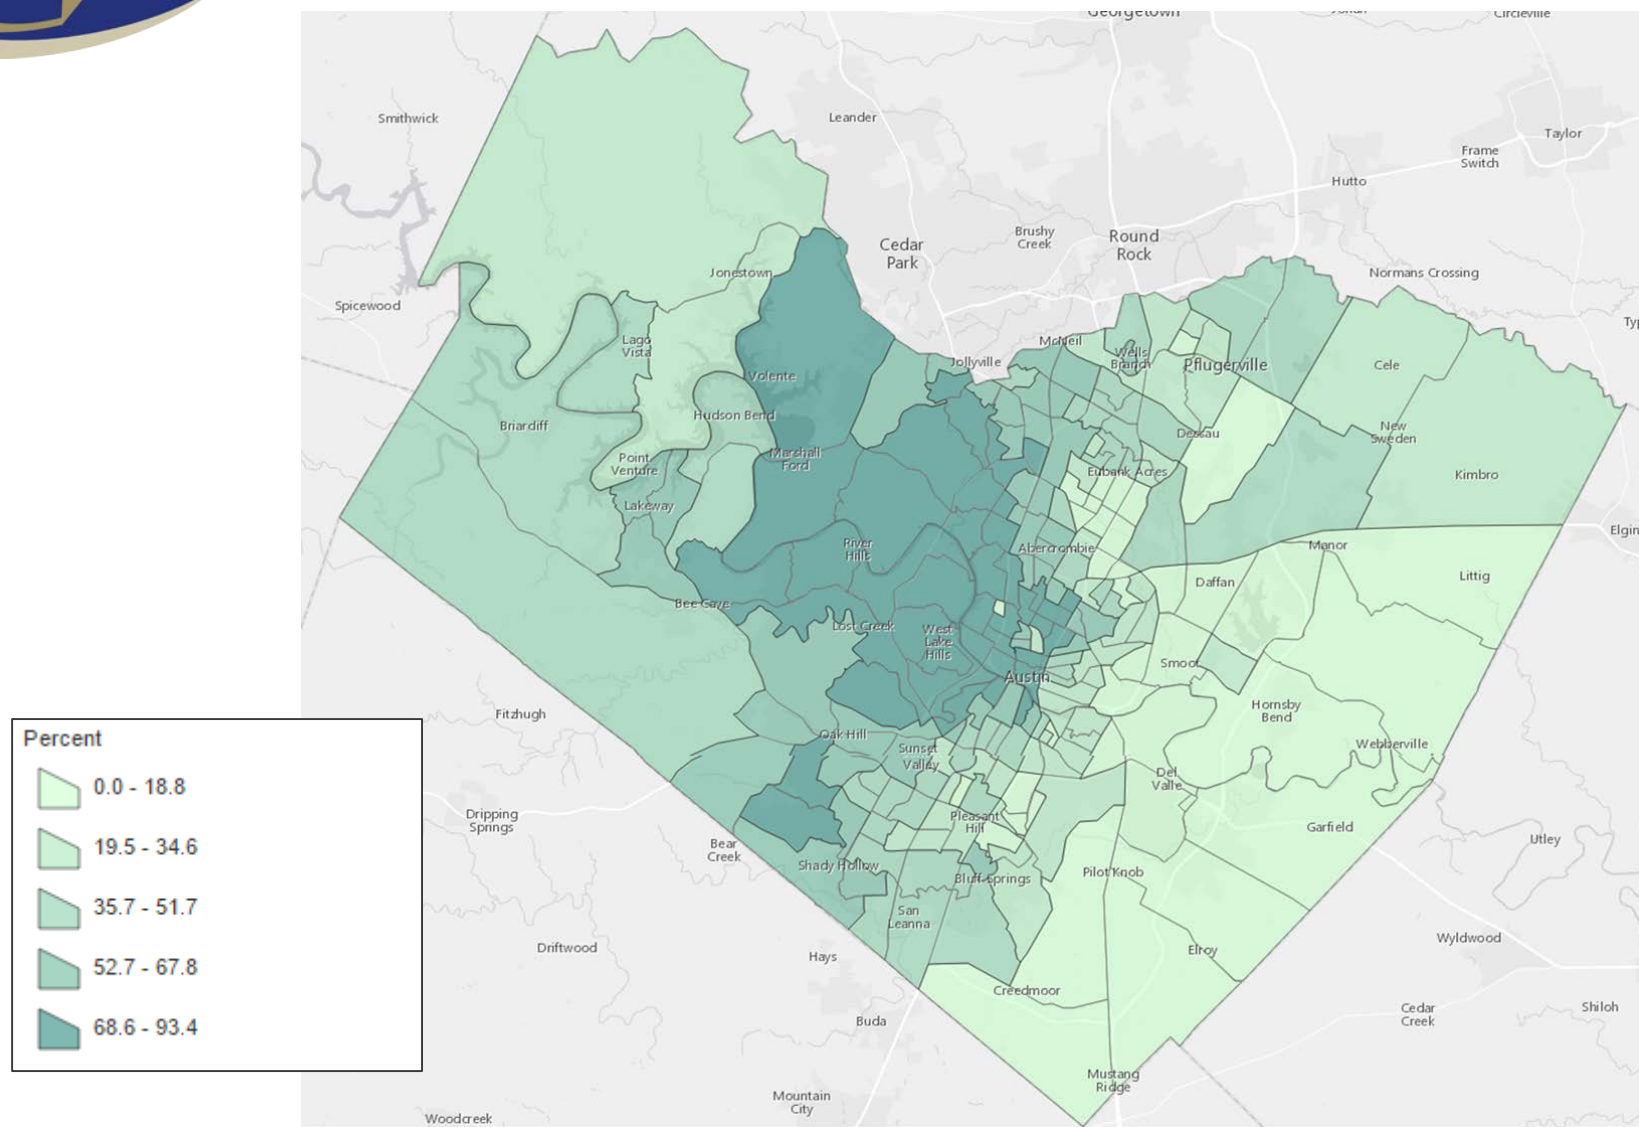 Georgetown
Circleville
Smithwick
Leander
Taylor
Frame
Switch
Hutto
Brushy
Creek
Round
Rock
Cedar
Park
Jonestown
Normans Crossing
Spicewood
Lago
Vista
McNeil
Jollyville
Wells
Branch
Pflugerville
Cele
Volente
Hudson Bend
Briardiff
New
Sweden
Dessau
Marshall
Ford
Point
Venture
Eubank Acres
Kimbro
Lakeway
Elgin
River
Hills
Abercrombie
Manor
Daffan
Littig
Bee Cave
Lost Creek
West
Lake
Hills
Smoot
Austin
Fitzhugh
Hornsby
Bend
Oak Hill
Sunset
Valley
Webberville
Del
Valle
Percent
0.0 - 18.8
19.5 - 34.6
35.7 - 51.7
52.7 - 67.8
68.6 - 93.4
Dripping
Springs
Pleasant
Hill
Garfield
Utley
Bear
Creek
Shady Hollow
Bluff Springs
Pilot Knob
San
Leanna
Driftwood
Hays
Wyldwood
Elroy
Creedmoor
Buda
Cedar
Creek
Shiloh
Mustang
Ridge
Mountain
City
Woodcreek